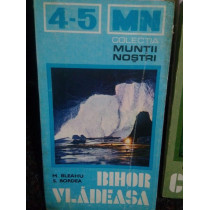 4-5 MN
COLECȚIA
MUNȚII
NOȘTRI
M. BLEAHU
S. BORDEA
BIHOR
VLĂDEASA
C